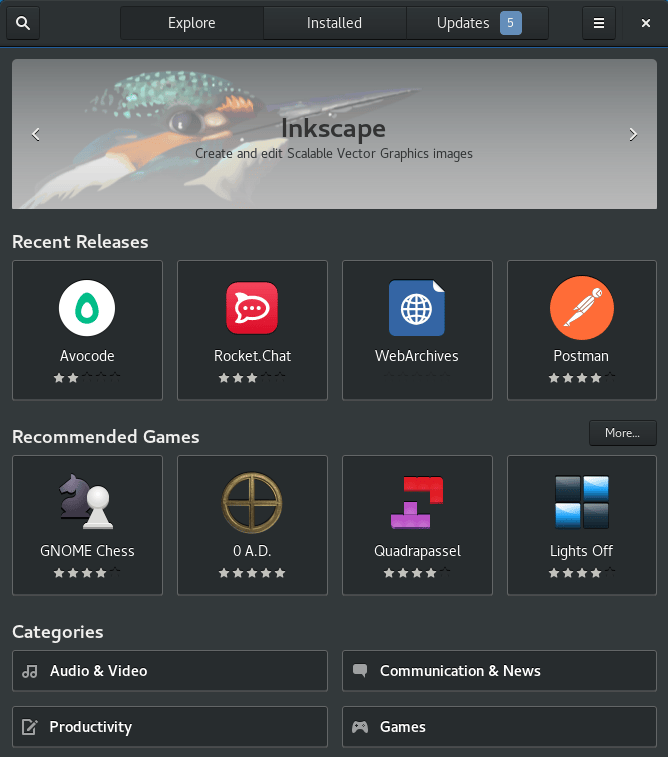 Explore Installed Updates 5
Inkscape
Create and edit Scalable Vector Graphics images
Recent Releases
Avocode Rocket.Chat WebArchives Postman
Recommended Games More...
GNOME Chess 0 A.D. Quadrapassel Lights Off
Categories
Audio & Video Communication & News
Productivity Games